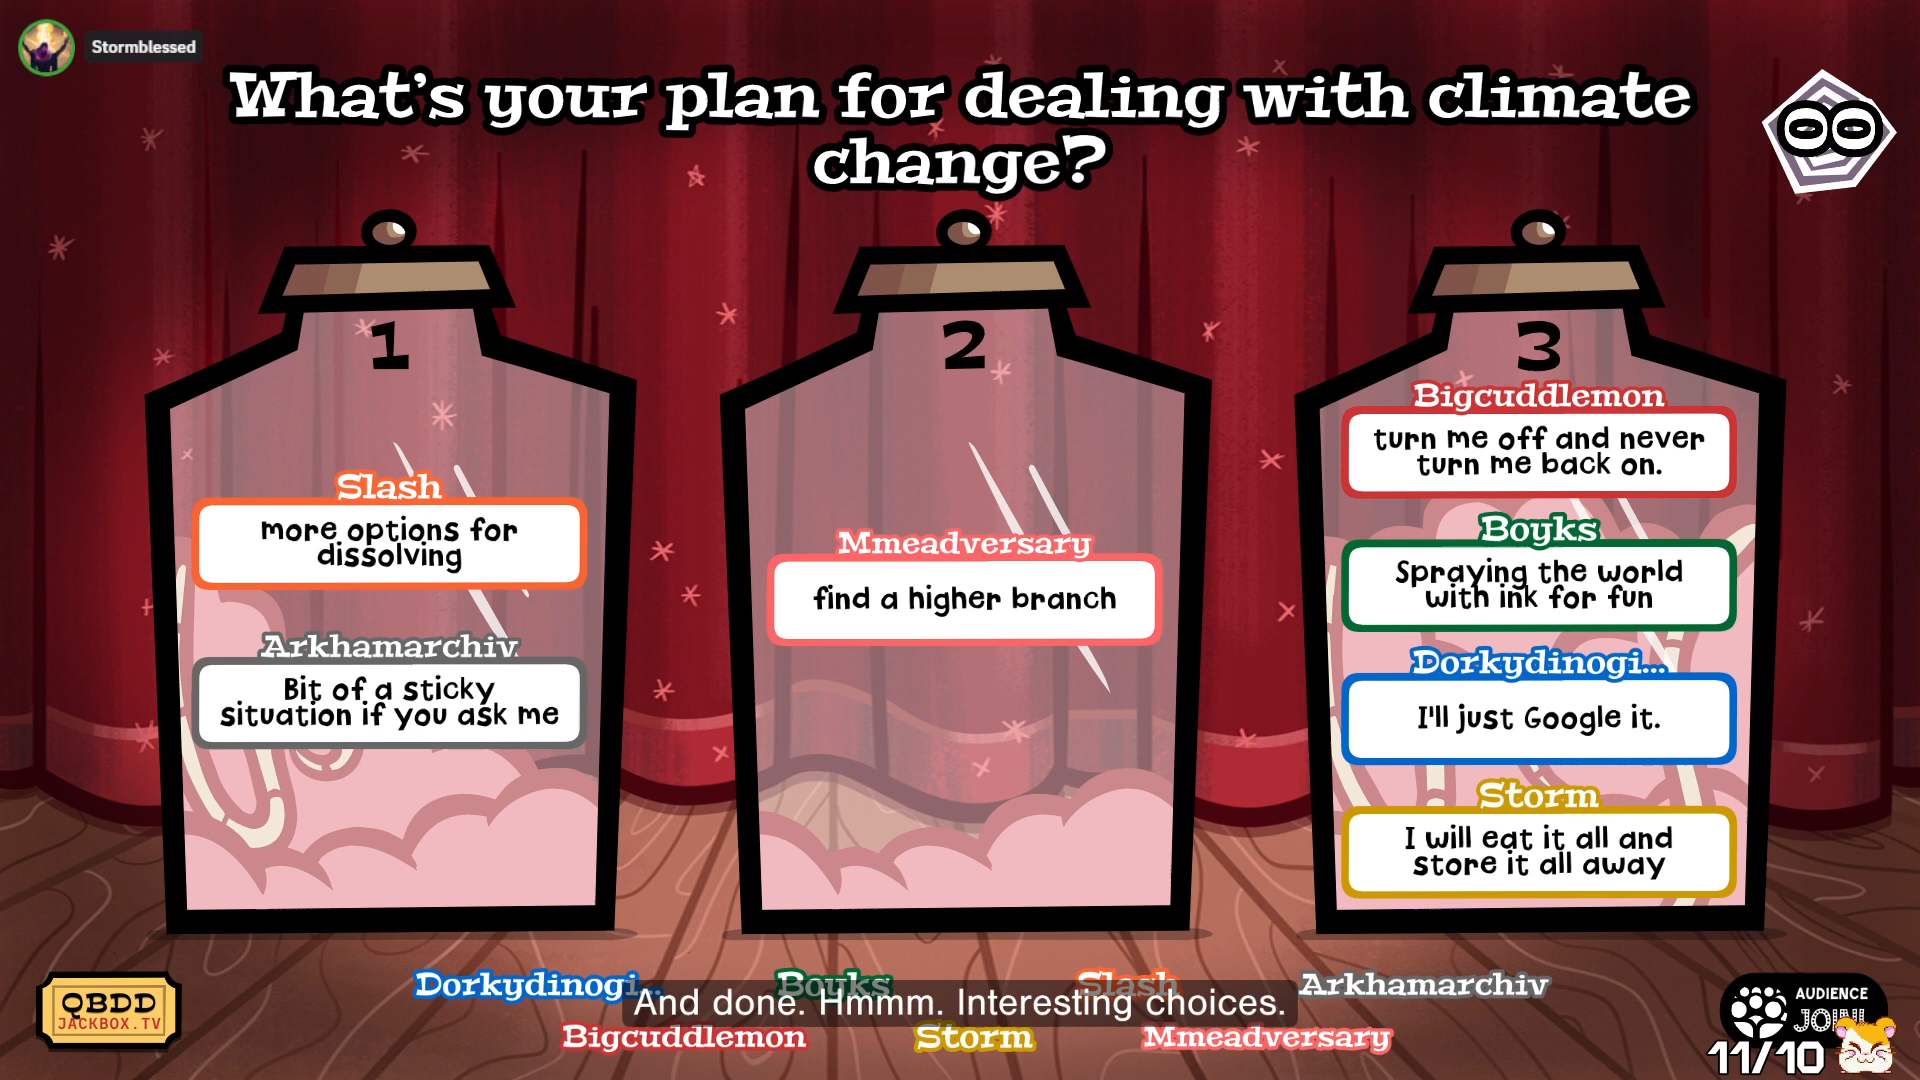 Stormblessed
What's your plan for dealing with climate
change?
1
Slash
more options for
dissolving
Arkhamarchiv
Bit of a sticky
situation if you ask me
2
Mmeadversary
find a higher branch
3
Bigcuddlemon
turn me off and never
turn me back on.
Boyks
Spraying the world
with ink for fun
Dorkydinogi...
I'll just Google it.
Storm
I will eat it all and
store it all away
Dorkydinogi... Boyks Slash Arkhamarchiv
And done. Hmmm. Interesting choices.
Bigcuddlemon Storm Mmeadversary
QBDD
JACKBOX.TV
AUDIENCE
JOIN!
11/10